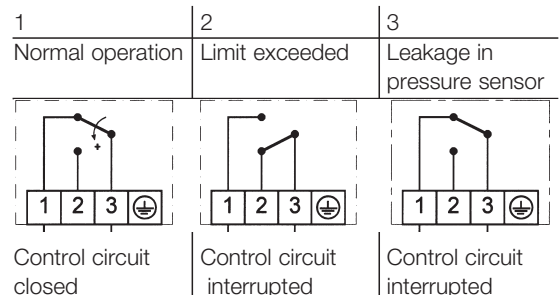 1 2 3
Normal operation Limit exceeded Leakage in
pressure sensor
+
1 2 3 1 2 3 1 2 3
Control circuit Control circuit Control circuit
closed interrupted interrupted